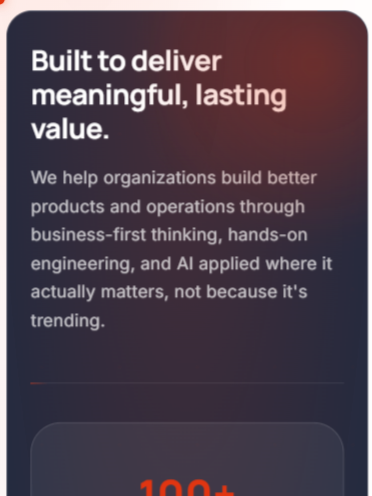 Built to deliver
meaningful, lasting
value.
We help organizations build better
products and operations through
business-first thinking, hands-on
engineering, and AI applied where it
actually matters, not because it's
trending.
100+